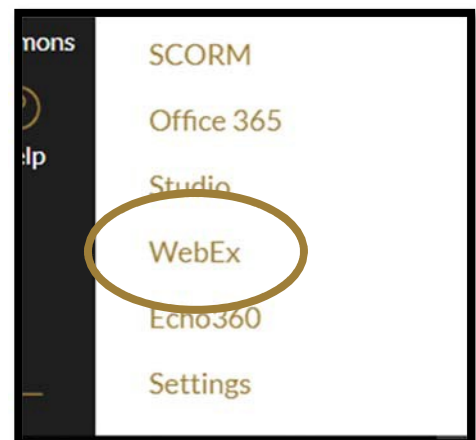 mons
elp
SCORM
Office 365
Studio
WebEx
Echo360
Settings